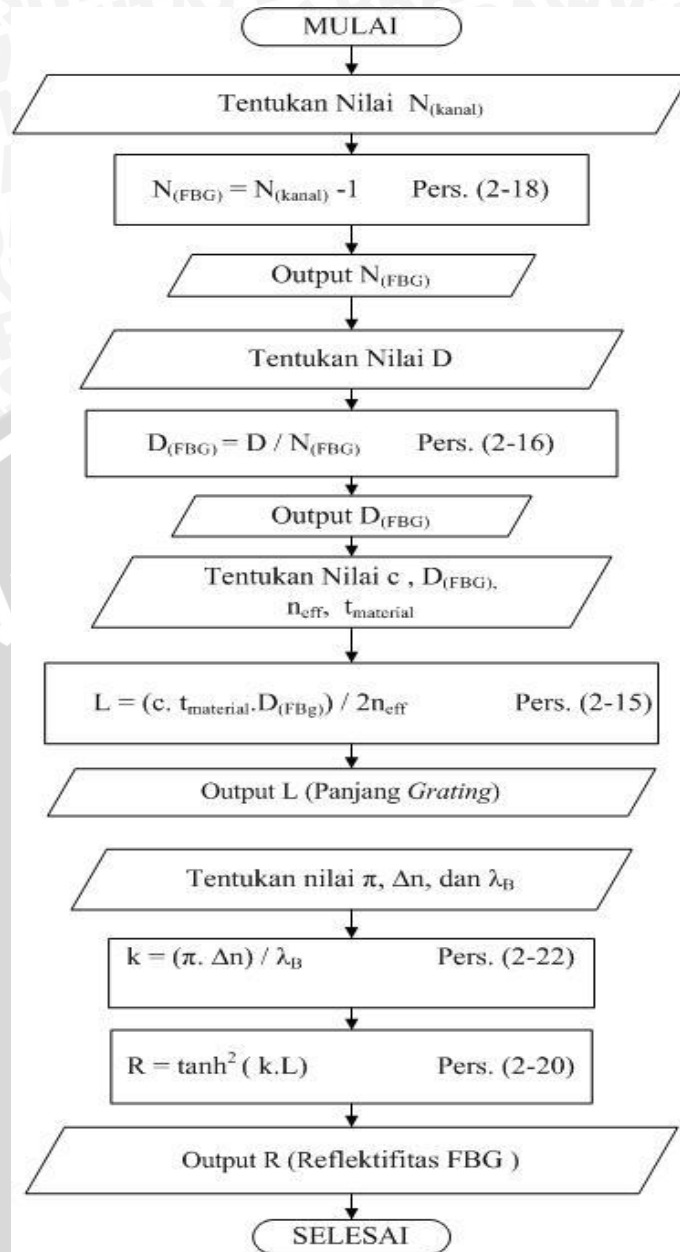 MULAI
Tentukan Nilai N(kanal)
N(FBG) = N(kanal) -1 Pers. (2-18)
Output N(FBG)
Tentukan Nilai D
D(FBG) = D / N(FBG) Pers. (2-16)
Output D(FBG)
Tentukan Nilai c , D(FBG),
neff, tmaterial
L = (c. tmaterial.D(FBg)) / 2neff Pers. (2-15)
Output L (Panjang Grating)
Tentukan nilai π, Δn, dan λB
k = (π. Δn) / λB Pers. (2-22)
R = tanh² ( k.L) Pers. (2-20)
Output R (Reflektifitas FBG )
SELESAI